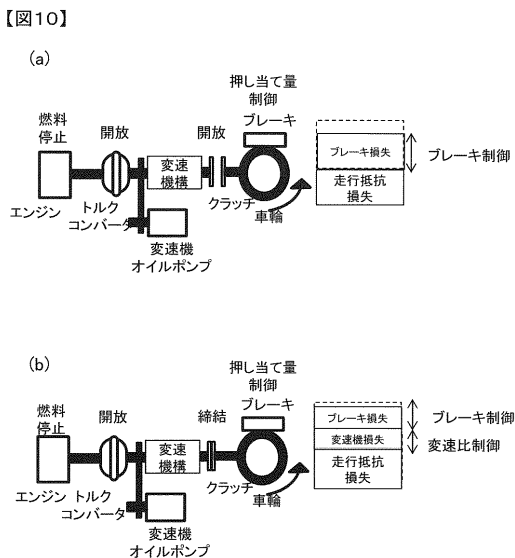 【図10】
(a)
押し当て量
制御
ブレーキ
燃料
停止
開放
開放
変速
機構
ブレーキ損失
ブレーキ制御
走行抵抗
損失
エンジン
トルク
コンバータ
クラッチ
車輪
変速機
オイルポンプ
(b)
押し当て量
制御
ブレーキ
燃料
停止
開放
締結
変速
機構
ブレーキ損失
ブレーキ制御
変速機損失
変速比制御
走行抵抗
損失
エンジン
トルク
コンバータ
クラッチ
車輪
変速機
オイルポンプ